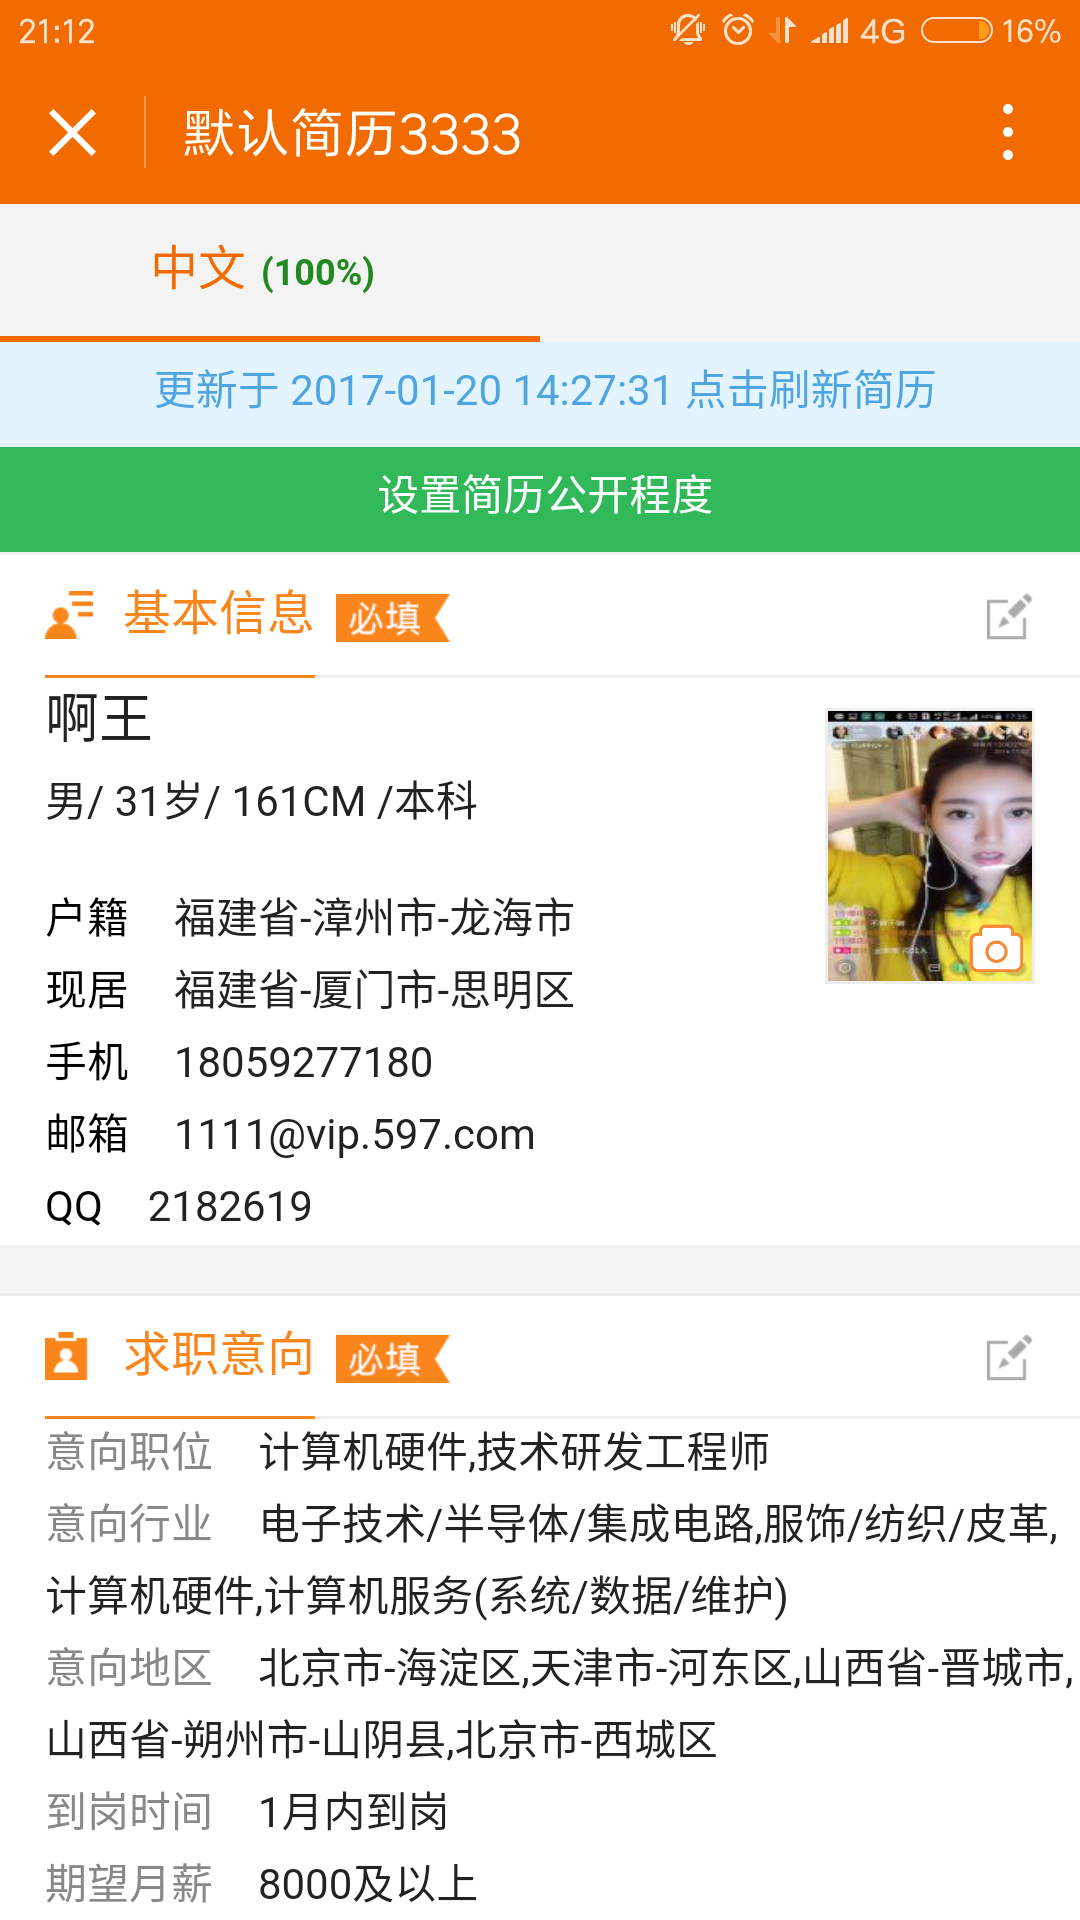 21:12 4G 16%
默认简历3333
中文 (100%)
更新于 2017-01-20 14:27:31 点击刷新简历
设置简历公开程度
基本信息 必填
啊王
男/ 31岁/ 161CM /本科
户籍 福建省-漳州市-龙海市
现居 福建省-厦门市-思明区
手机 18059277180
邮箱 1111@vip.597.com
QQ 2182619
求职意向 必填
意向职位 计算机硬件,技术研发工程师
意向行业 电子技术/半导体/集成电路,服饰/纺织/皮革,
计算机硬件,计算机服务(系统/数据/维护)
意向地区 北京市-海淀区,天津市-河东区,山西省-晋城市,
山西省-朔州市-山阴县,北京市-西城区
到岗时间 1月内到岗
期望月薪 8000及以上